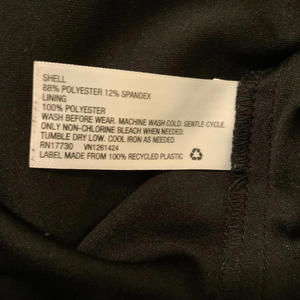 SHELL
88% POLYESTER 12% SPANDEX
LINING
100% POLYESTER
WASH BEFORE WEAR. MACHINE WASH COLD. GENTLE CYCLE.
ONLY NON-CHLORINE BLEACH WHEN NEEDED.
TUMBLE DRY LOW. COOL IRON AS NEEDED.
RN17730 VN1261424
LABEL MADE FROM 100% RECYCLED PLASTIC